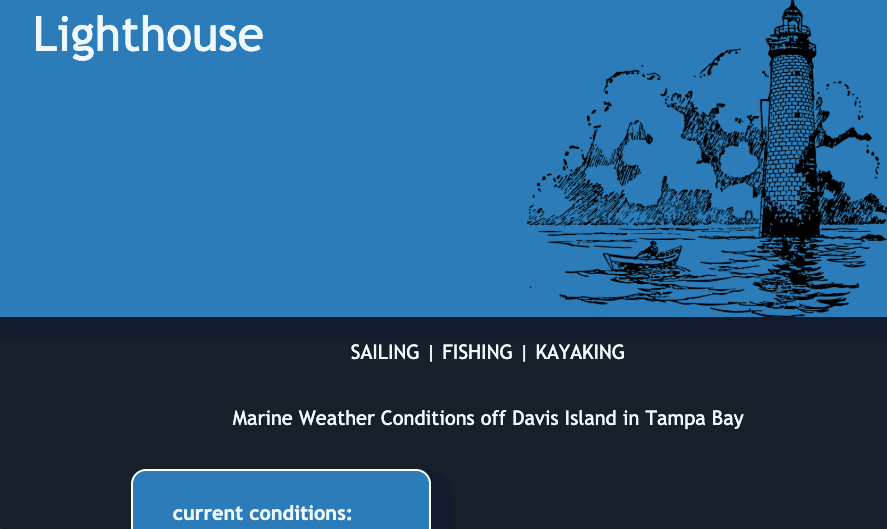 Lighthouse
SAILING | FISHING | KAYAKING
Marine Weather Conditions off Davis Island in Tampa Bay
current conditions: